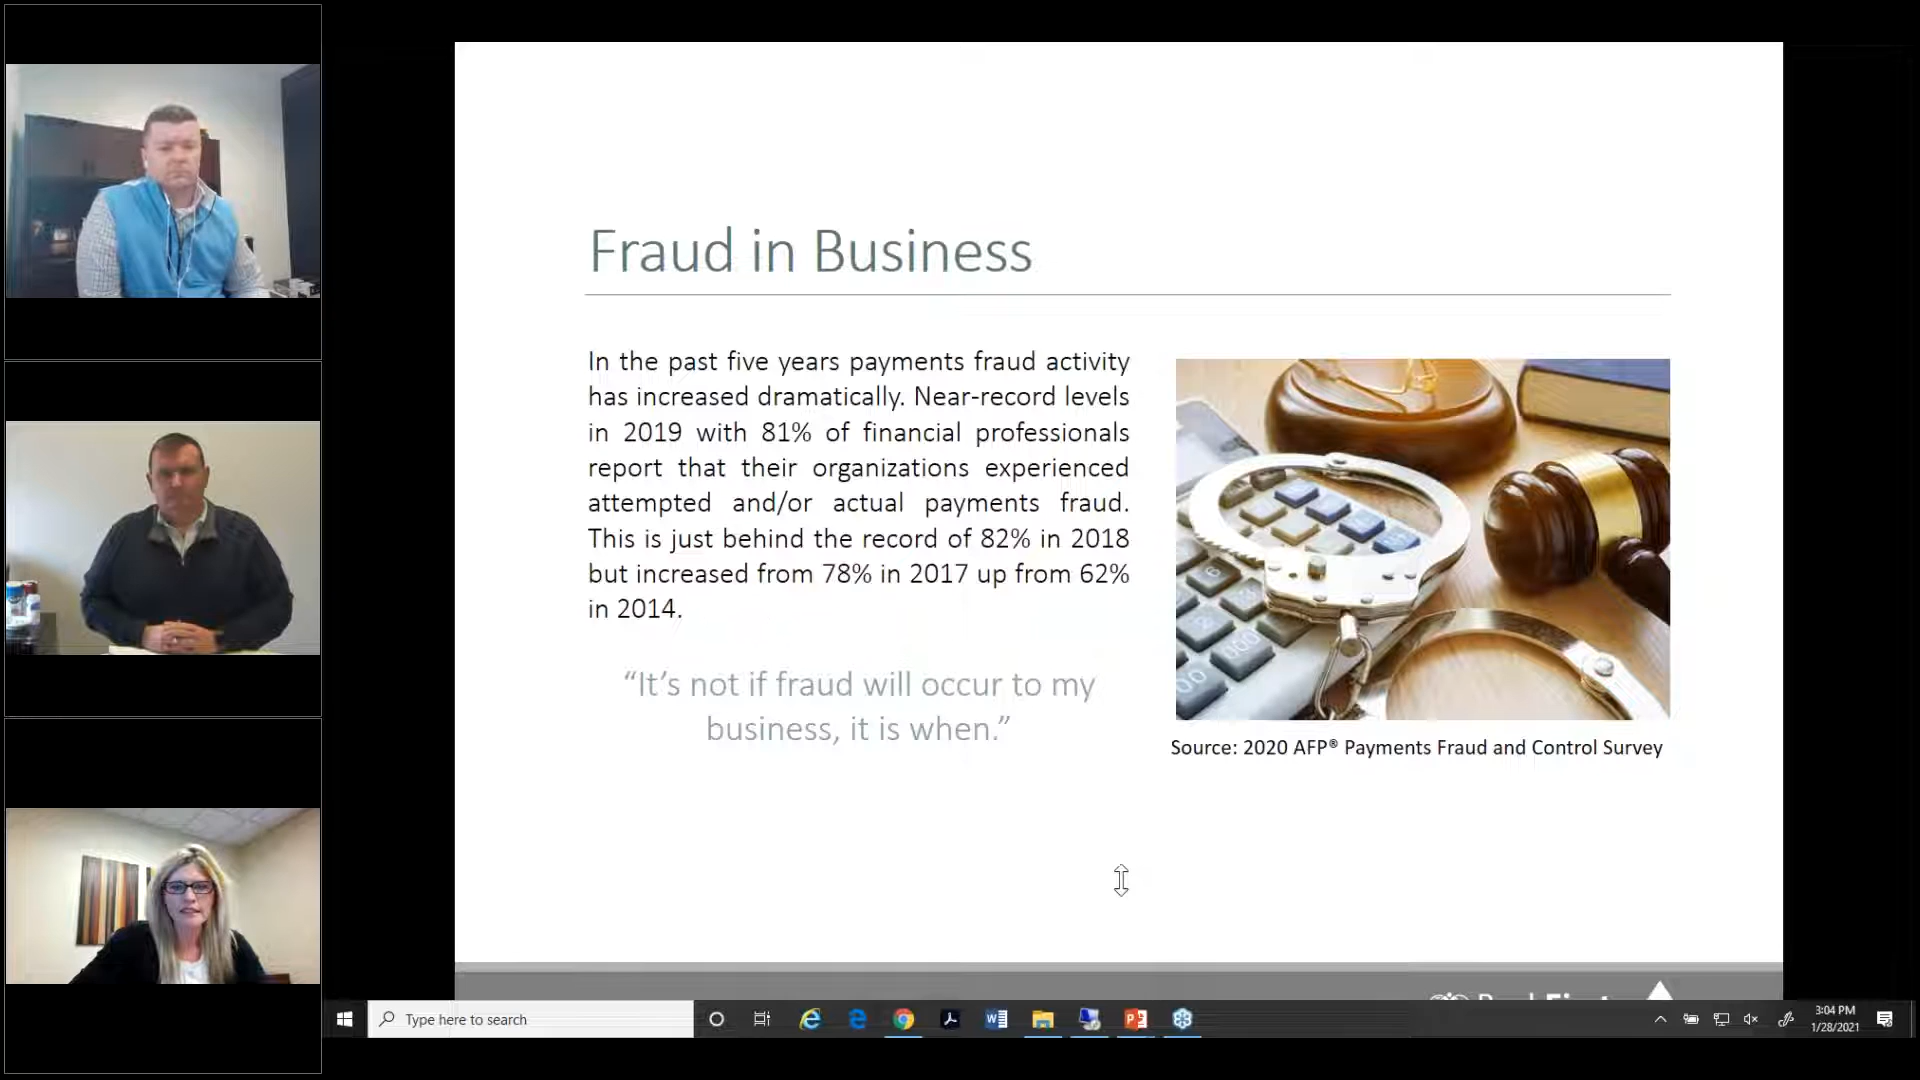 Fraud in Business
In the past five years payments fraud activity
has increased dramatically. Near-record levels
in 2019 with 81% of financial professionals
report that their organizations experienced
attempted and/or actual payments fraud.
This is just behind the record of 82% in 2018
but increased from 78% in 2017 up from 62%
in 2014.
“It’s not if fraud will occur to my
business, it is when.”
Source: 2020 AFP® Payments Fraud and Control Survey
Type here to search
3:04 PM
1/28/2021